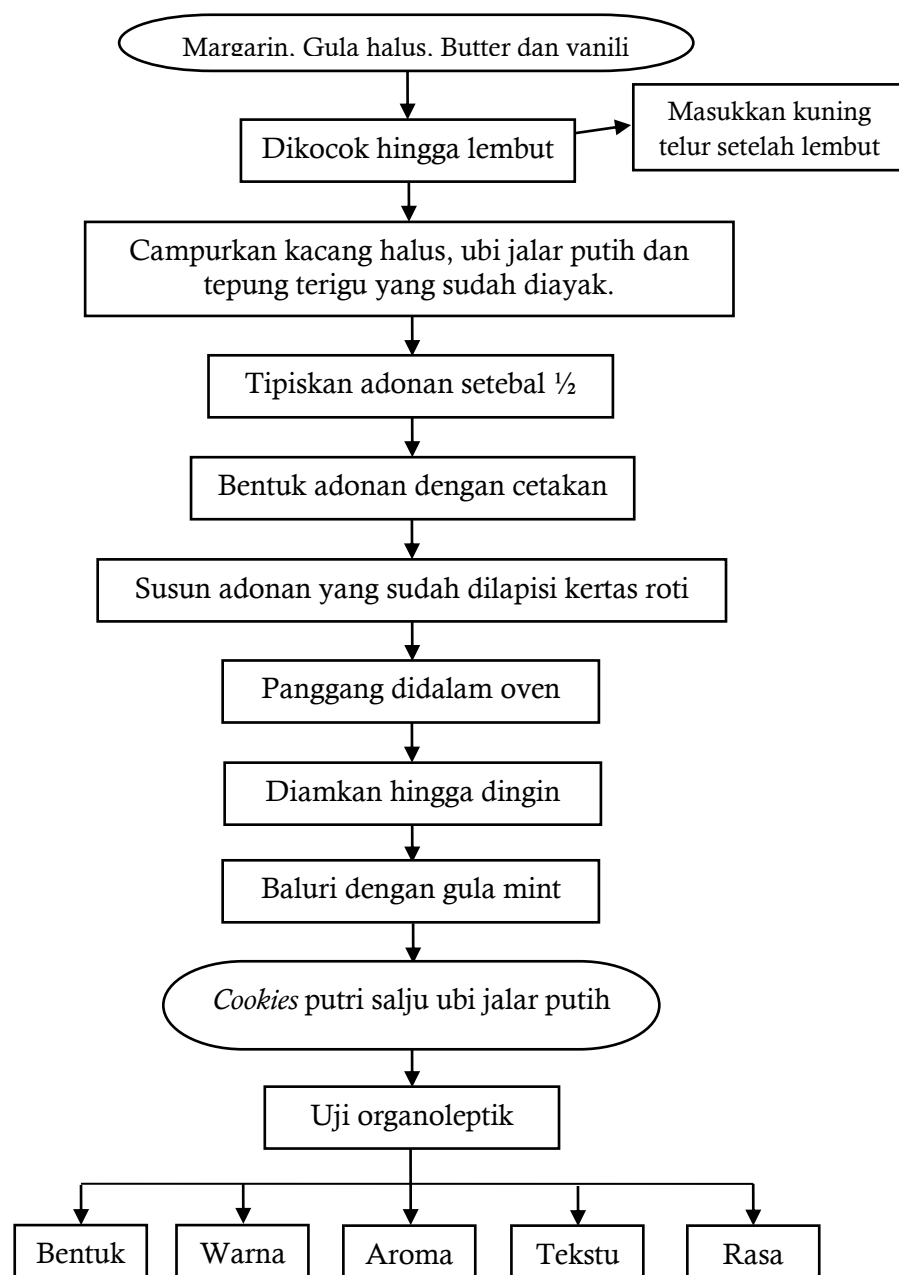 Margarin. Gula halus. Butter dan vanili
Dikocok hingga lembut
Masukkan kuning
telur setelah lembut
Campurkan kacang halus, ubi jalar putih dan
tepung terigu yang sudah diayak.
Tipiskan adonan setebal ½
Bentuk adonan dengan cetakan
Susun adonan yang sudah dilapisi kertas roti
Panggang didalam oven
Diamkan hingga dingin
Baluri dengan gula mint
Cookies putri salju ubi jalar putih
Uji organoleptik
Bentuk
Warna
Aroma
Tekstu
Rasa